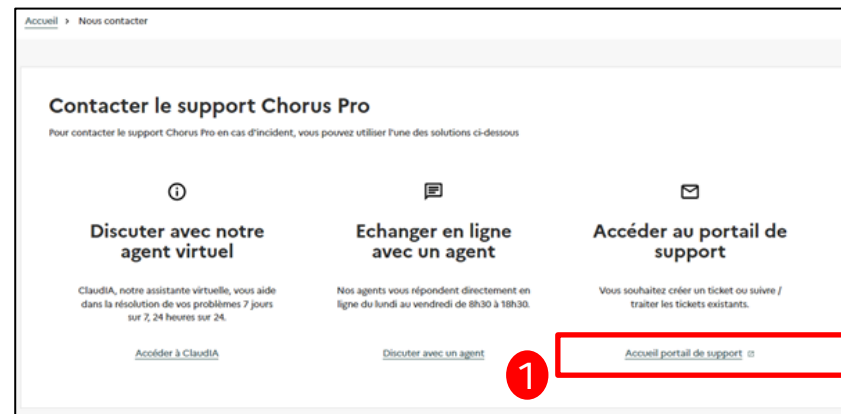 Accueil > Nous contacter
Contacter le support Chorus Pro
Pour contacter le support Chorus Pro en cas d'incident, vous pouvez utiliser l'une des solutions ci-dessous
Discuter avec notre
agent virtuel
ClaudIA, notre assistante virtuelle, vous aide
dans la résolution de vos problèmes 7 jours
sur 7, 24 heures sur 24.
Accéder à ClaudIA
Echanger en ligne
avec un agent
Nos agents vous répondent directement en
ligne du lundi au vendredi de 8h30 à 18h30.
Discuter avec un agent
Accéder au portail de
support
Vous souhaitez créer un ticket ou suivre /
traiter les tickets existants.
1
Accueil portail de support